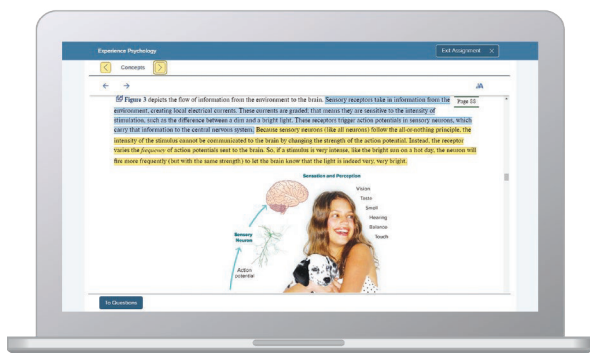 Experience Psychology
Exit Assignment X
Concepts
Figure 3 depicts the flow of information from the environment to the brain. Sensory receptors take in information from the
Page 83
environment, creating local electrical currents. These currents are graded; that means they are sensitive to the intensity of
stimulation, such as the difference between a dim and a bright light. These receptors trigger action potentials in sensory neurons, which
carry that information to the central nervous system. Because sensory neurons (like all neurons) follow the all-or-nothing principle, the
intensity of the stimulus cannot be communicated to the brain by changing the strength of the action potential. Instead, the receptor
varies the frequency of action potentials sent to the brain. So, if a stimulus is very intense, like the bright sun on a hot day, the neuron will
fire more frequently (but with the same strength) to let the brain know that the light is indeed very, very bright.
Sensation and Perception
Vision
Taste
Smell
Hearing
Balance
Touch
Sensory
Neuron
Action
potential
To Questions